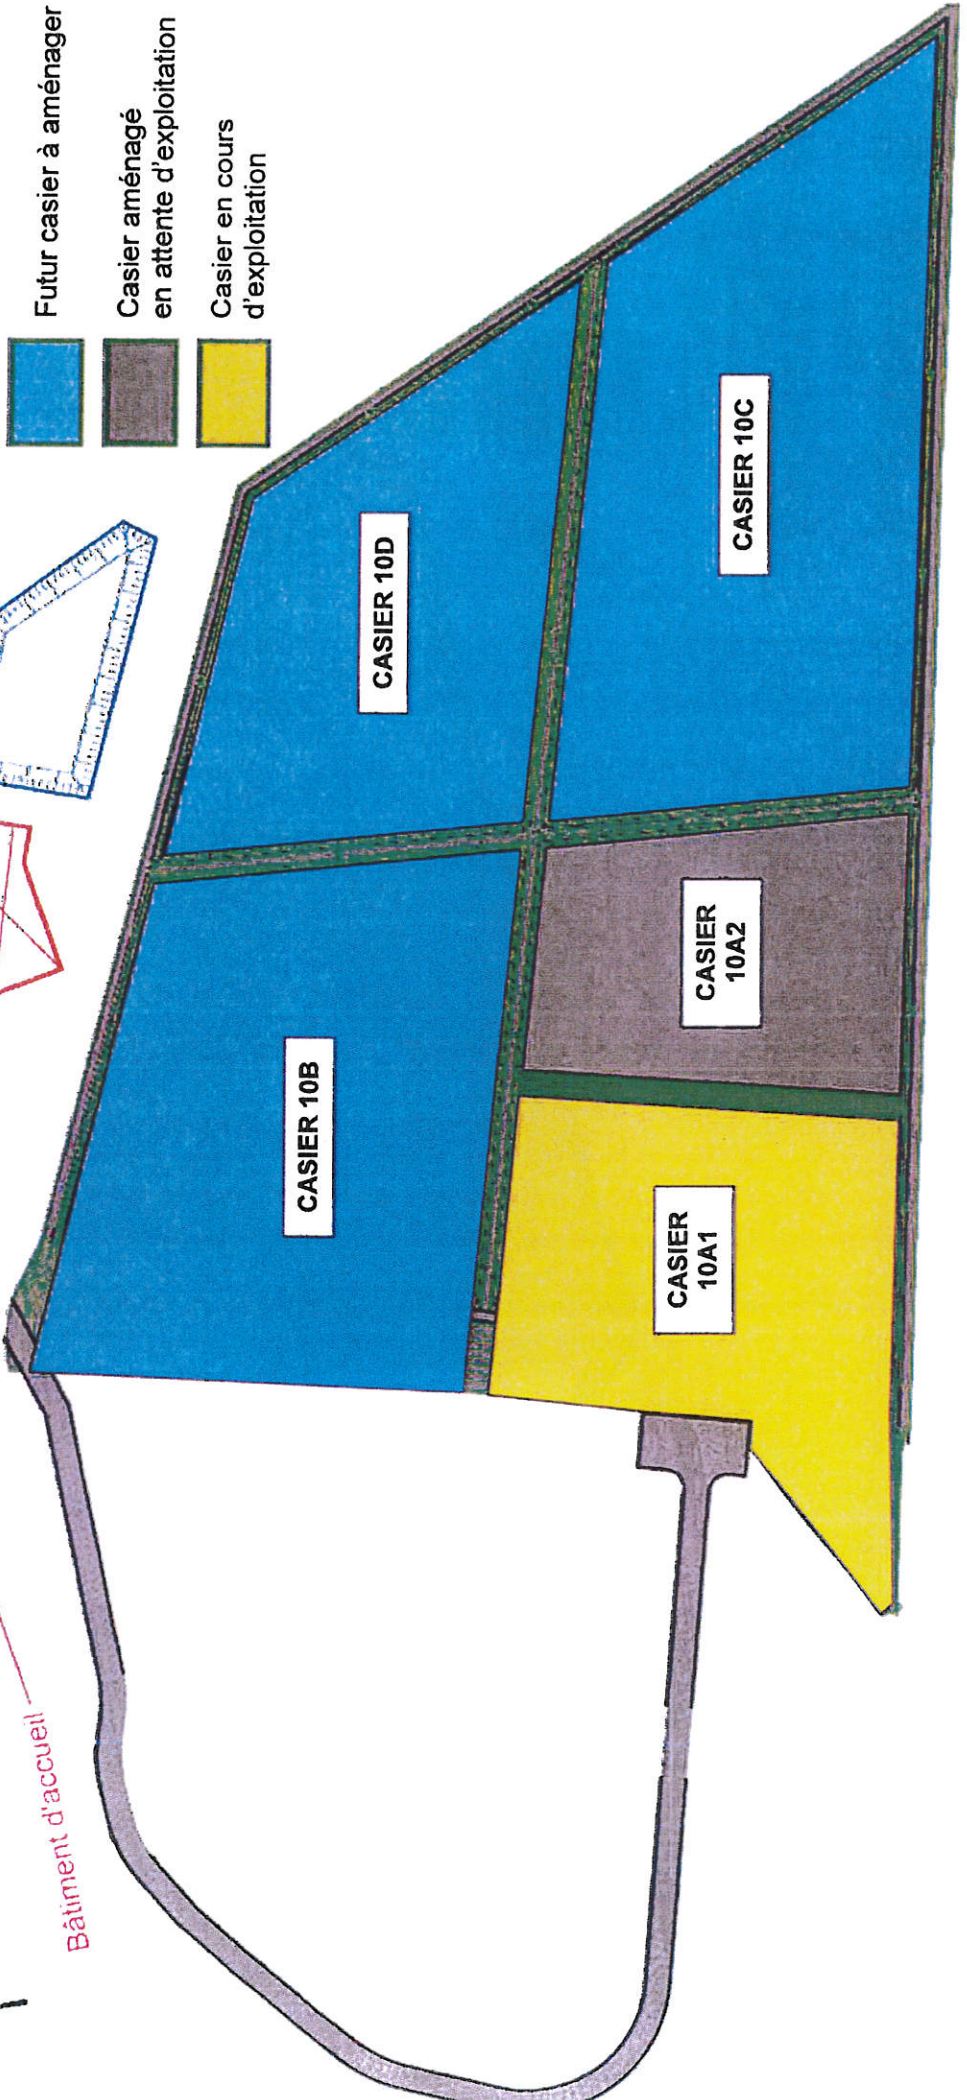 Futur casier à aménager
Casier aménagé
en attente d'exploitation
Casier en cours
d'exploitation
Bâtiment d'accueil
CASIER 10B
CASIER 10D
CASIER
10A1
CASIER
10A2
CASIER 10C